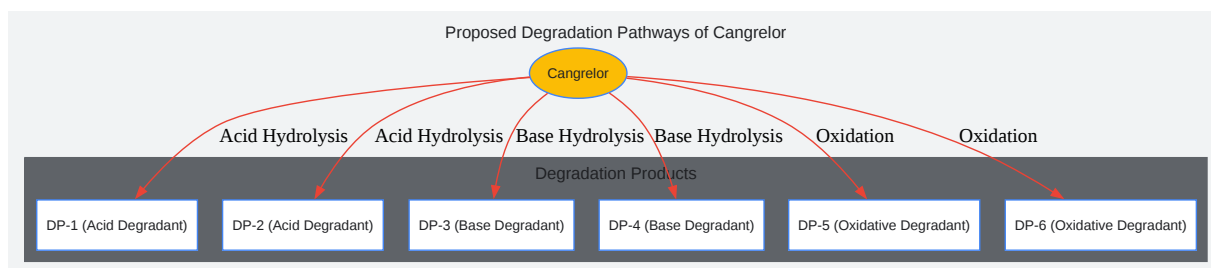 Proposed Degradation Pathways of Cangrelor
Cangrelor
Acid Hydrolysis
Acid Hydrolysis
Base Hydrolysis
Base Hydrolysis
Oxidation
Oxidation
Degradation Products
DP-1 (Acid Degradant)
DP-2 (Acid Degradant)
DP-3 (Base Degradant)
DP-4 (Base Degradant)
DP-5 (Oxidative Degradant)
DP-6 (Oxidative Degradant)